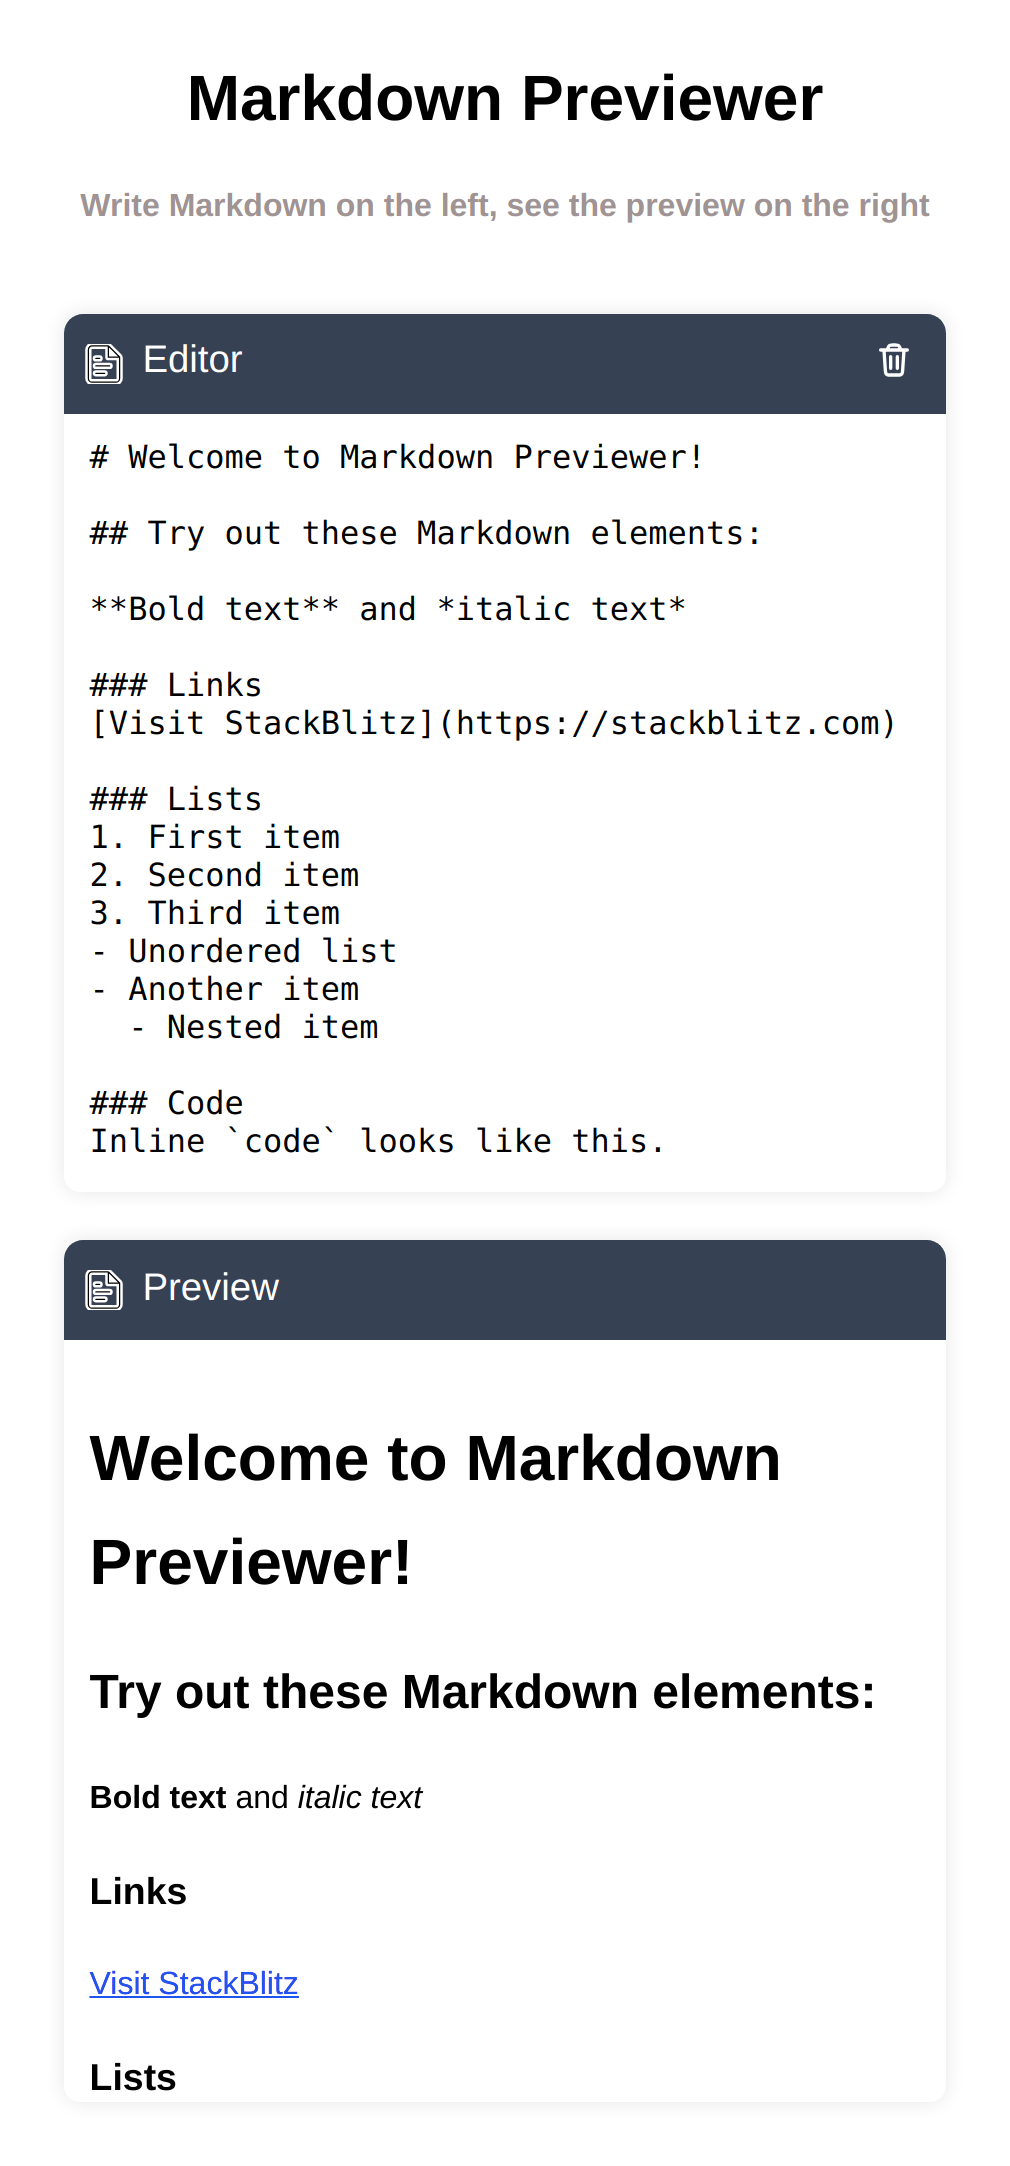 Markdown Previewer
Write Markdown on the left, see the preview on the right
Editor
# Welcome to Markdown Previewer!
## Try out these Markdown elements:
**Bold text** and *italic text*
### Links
[Visit StackBlitz](https://stackblitz.com)
### Lists
1. First item
2. Second item
3. Third item
- Unordered list
- Another item
  - Nested item
### Code
Inline `code` looks like this.
Preview
Welcome to Markdown
Previewer!
Try out these Markdown elements:
Bold text and italic text
Links
Visit StackBlitz
Lists